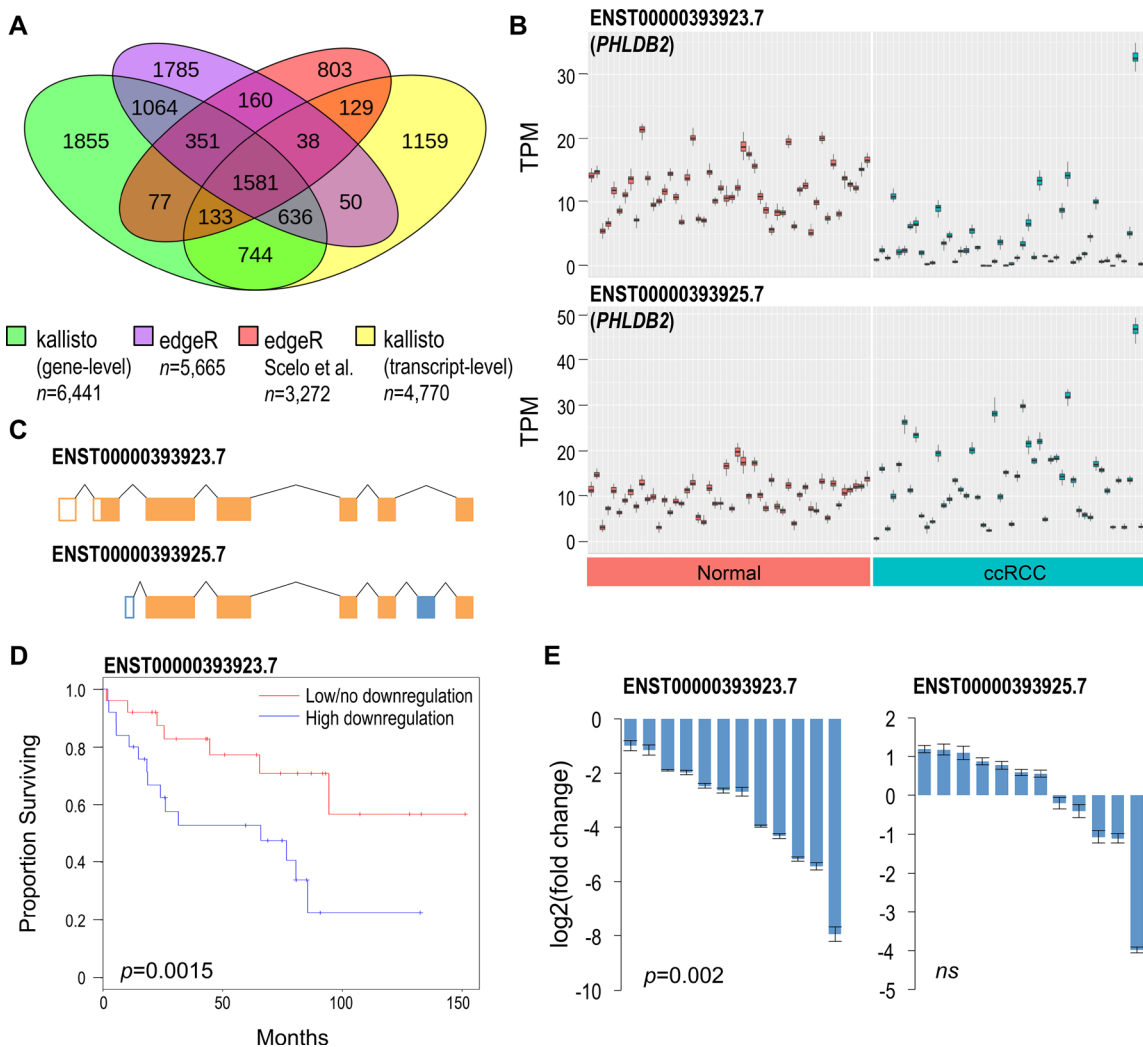 A
1785
803
1064
160
129
1855
351
38
1159
1581
77
50
133
636
744
kallisto
(gene-level)
n=6,441
edgeR
n=5,665
edgeR
Scelo et al.
n=3,272
kallisto
(transcript-level)
n=4,770
B
ENST00000393923.7
(PHLDB2)
TPM
30
20
10
0
ENST00000393925.7
(PHLDB2)
TPM
50
40
30
20
10
0
Normal
ccRCC
C
ENST00000393923.7
ENST00000393925.7
D
ENST00000393923.7
Low/no downregulation
High downregulation
Proportion Surviving
1.0
0.8
0.6
0.4
0.2
0
p=0.0015
0
50
100
150
Months
E
ENST00000393923.7
log2(fold change)
0
-2
-4
-6
-8
-10
p=0.002
ENST00000393925.7
2
1
0
-1
-2
-3
-4
-5
ns